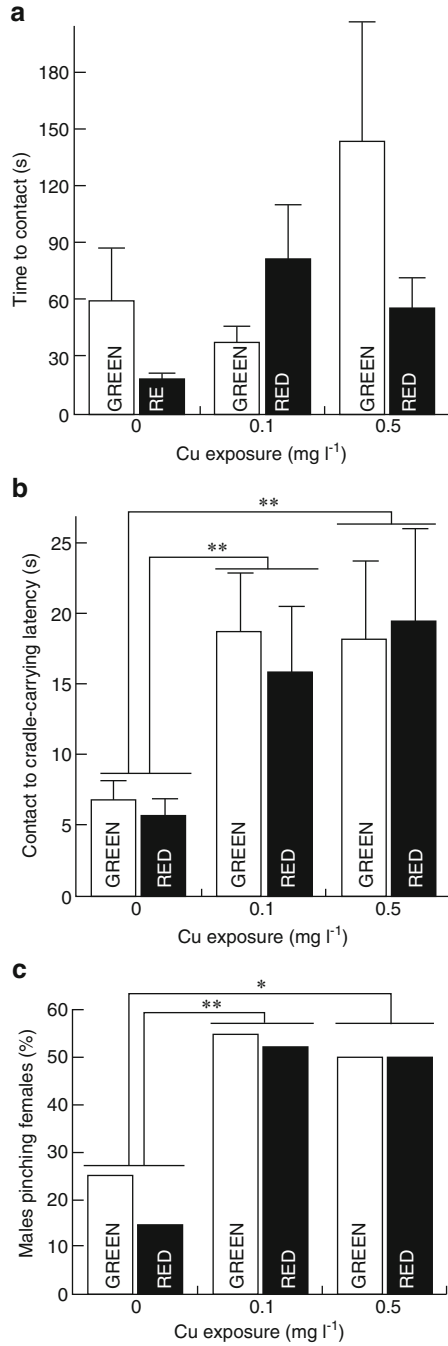 a
Time to contact (s)
180
150
120
90
60
30
0
GREEN
RE
GREEN
RED
GREEN
RED
0
0.1
0.5
Cu exposure (mg l⁻¹)
b
Contact to cradle-carrying latency (s)
**
**
25
20
15
10
5
0
GREEN
RED
GREEN
RED
GREEN
RED
0
0.1
0.5
Cu exposure (mg l⁻¹)
c
Males pinching females (%)
*
**
60
50
40
30
20
10
0
GREEN
RED
GREEN
RED
GREEN
RED
0
0.1
0.5
Cu exposure (mg l⁻¹)